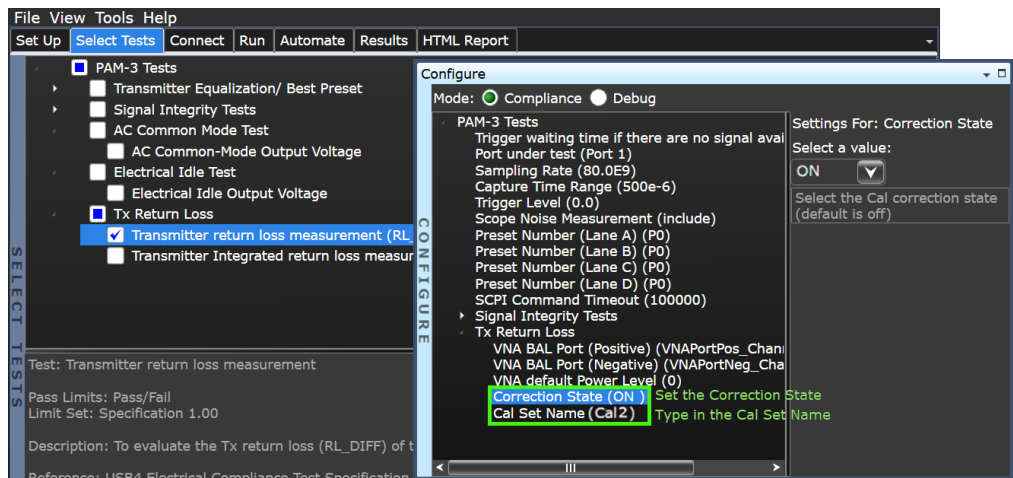 File View Tools Help
Set Up Select Tests Connect Run Automate Results HTML Report
PAM-3 Tests
Transmitter Equalization/ Best Preset
Signal Integrity Tests
AC Common Mode Test
AC Common-Mode Output Voltage
Electrical Idle Test
Electrical Idle Output Voltage
Tx Return Loss
Transmitter return loss measurement (RL_
Transmitter Integrated return loss measur
SELECT TESTS
Test: Transmitter return loss measurement
Pass Limits: Pass/Fail
Limit Set: Specification 1.00
Description: To evaluate the Tx return loss (RL_DIFF) of t
Reference: USB4 Electrical Compliance Test Specification
Configure
Mode: Compliance Debug
CONFIGURE
PAM-3 Tests
Trigger waiting time if there are no signal avai
Port under test (Port 1)
Sampling Rate (80.0E9)
Capture Time Range (500e-6)
Trigger Level (0.0)
Scope Noise Measurement (include)
Preset Number (Lane A) (P0)
Preset Number (Lane B) (P0)
Preset Number (Lane C) (P0)
Preset Number (Lane D) (P0)
SCPI Command Timeout (100000)
Signal Integrity Tests
Tx Return Loss
VNA BAL Port (Positive) (VNAPortPos_Chan
VNA BAL Port (Negative) (VNAPortNeg_Cha
VNA default Power Level (0)
Correction State (ON ) Set the Correction State
Cal Set Name (Cal2) Type in the Cal Set Name
Settings For: Correction State
Select a value:
ON
Select the Cal correction state
(default is off)